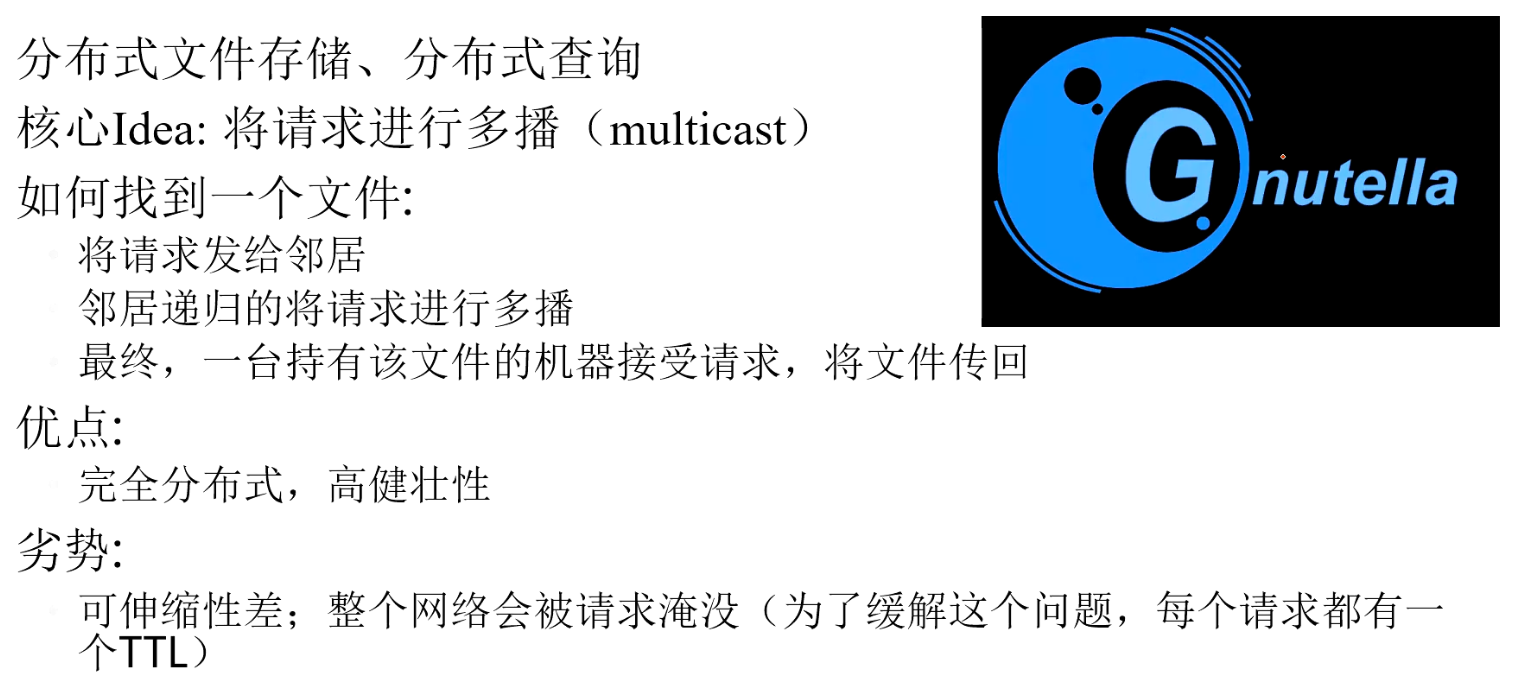 分布式文件存储、分布式查询
核心Idea: 将请求进行多播（multicast）
如何找到一个文件:
将请求发给邻居
邻居递归的将请求进行多播
最终，一台持有该文件的机器接受请求，将文件传回
优点:
完全分布式，高健壮性
劣势:
可伸缩性差；整个网络会被请求淹没（为了缓解这个问题，每个请求都有一
个TTL）
Gnutella